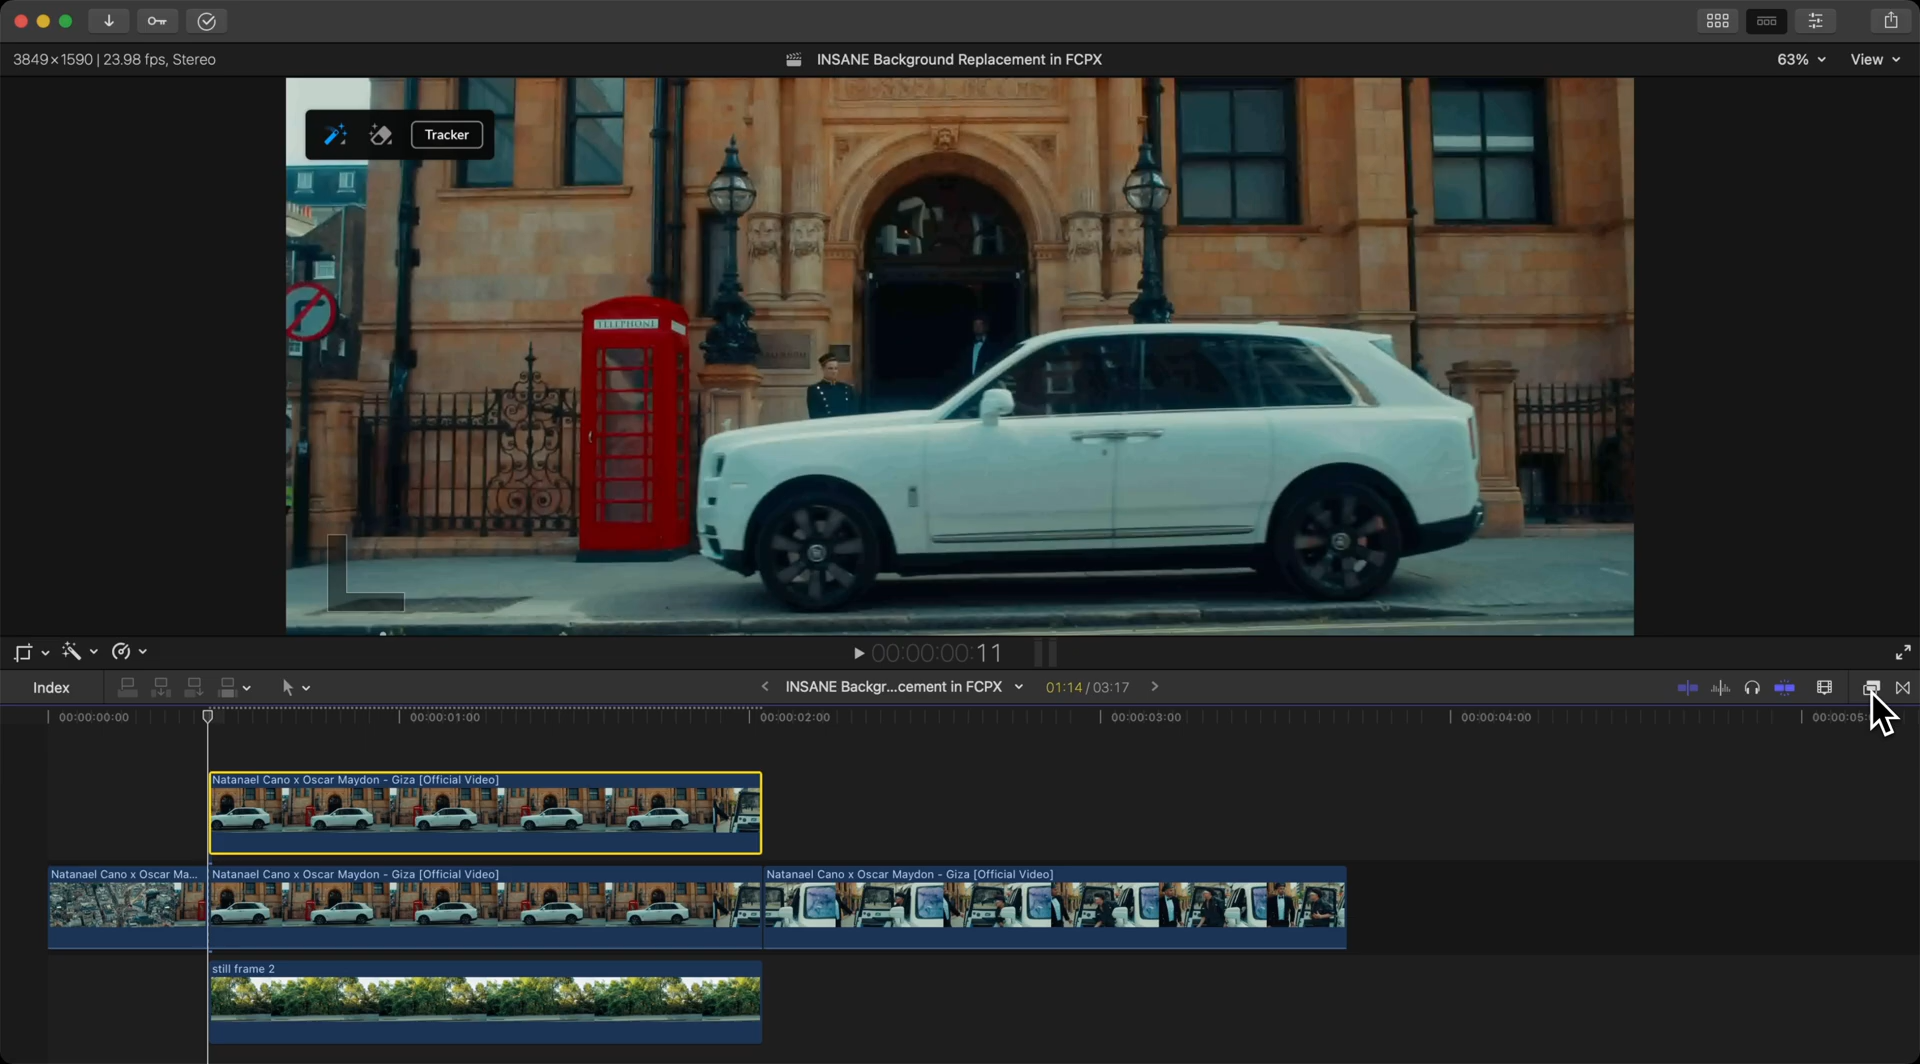 3849×1590 | 23.98 fps, Stereo
INSANE Background Replacement in FCPX
63%
View
Tracker
TELEPHONE
00:00:00:11
Index
INSANE Backgr...cement in FCPX
01:14 / 03:17
00:00:00:00
00:00:01:00
00:00:02:00
00:00:03:00
00:00:04:00
00:00:05:
Natanael Cano x Oscar Maydon - Giza [Official Video]
Natanael Cano x Oscar Ma...
Natanael Cano x Oscar Maydon - Giza [Official Video]
Natanael Cano x Oscar Maydon - Giza [Official Video]
still frame 2